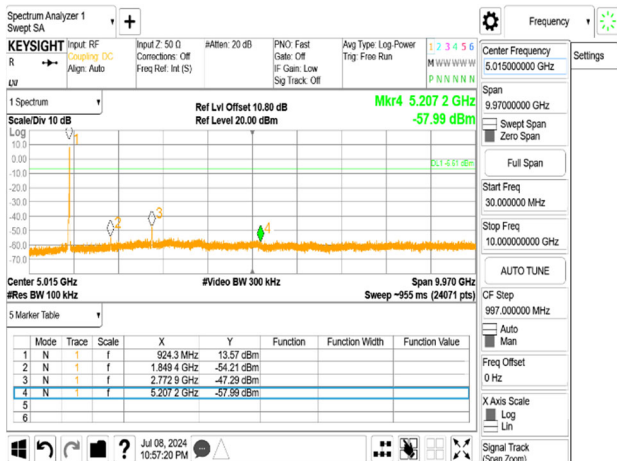 Spectrum Analyzer 1
Swept SA
Frequency
Settings
KEYSIGHT
R
LXI
Input: RF
Coupling: DC
Align: Auto
Input Z: 50 Ω
Corrections: Off
Freq Ref: Int (S)
#Atten: 20 dB
PNO: Fast
Gate: Off
IF Gain: Low
Sig Track: Off
Avg Type: Log-Power
Trig: Free Run
1 2 3 4 5 6
M W W W W W
P N N N N N
1 Spectrum
Scale/Div 10 dB
Ref Lvl Offset 10.80 dB
Ref Level 20.00 dBm
Mkr4 5.207 2 GHz
-57.99 dBm
Log
10.0
0.00
-10.0
-20.0
-30.0
-40.0
-50.0
-60.0
-70.0
1
2
3
4
DL1 -6.61 dBm
Center 5.015 GHz
#Res BW 100 kHz
#Video BW 300 kHz
Span 9.970 GHz
Sweep ~955 ms (24071 pts)
5 Marker Table
Mode Trace Scale X Y Function Function Width Function Value
1 N 1 f 924.3 MHz 13.57 dBm
2 N 1 f 1.849 4 GHz -54.21 dBm
3 N 1 f 2.772 9 GHz -47.29 dBm
4 N 1 f 5.207 2 GHz -57.99 dBm
5
6
Jul 08, 2024
10:57:20 PM
Center Frequency
5.015000000 GHz
Span
9.97000000 GHz
Swept Span
Zero Span
Full Span
Start Freq
30.000000 MHz
Stop Freq
10.000000000 GHz
AUTO TUNE
CF Step
997.000000 MHz
Auto
Man
Freq Offset
0 Hz
X Axis Scale
Log
Lin
Signal Track
(Span Zoom)